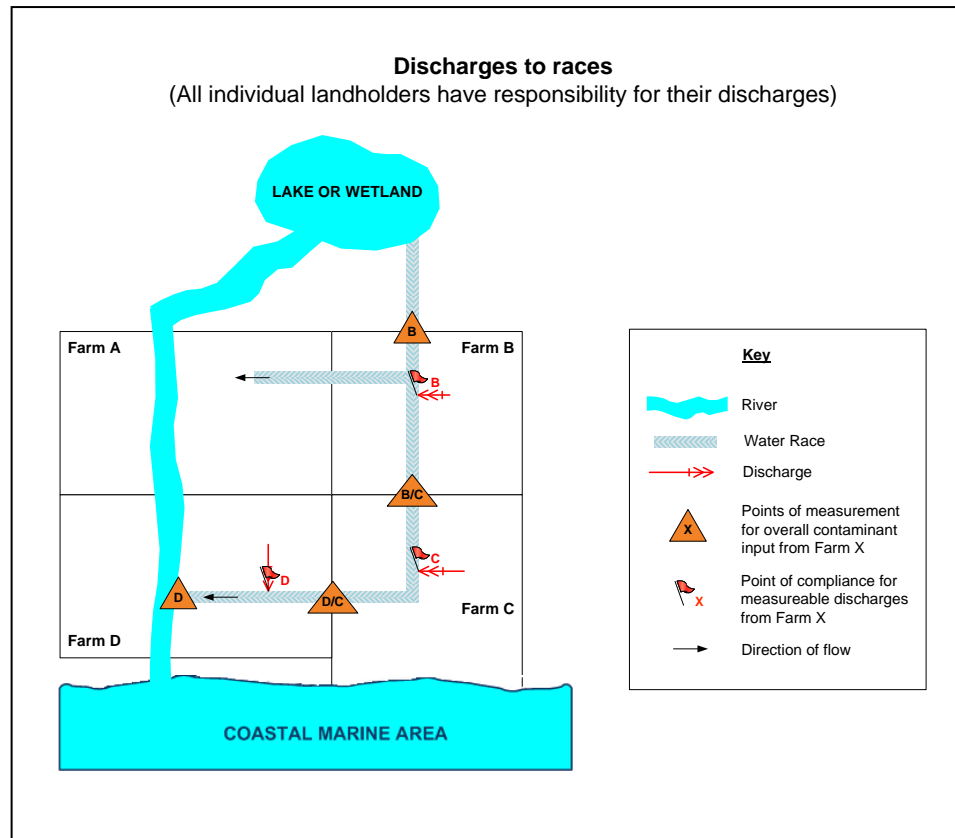 Discharges to races
(All individual landholders have responsibility for their discharges)
LAKE OR WETLAND
B
Farm A
Farm B
B
B/C
C
D
D
D/C
Farm C
Farm D
COASTAL MARINE AREA
Key
River
Water Race
Discharge
X
Points of measurement
for overall contaminant
input from Farm X
X
Point of compliance for
measureable discharges
from Farm X
Direction of flow